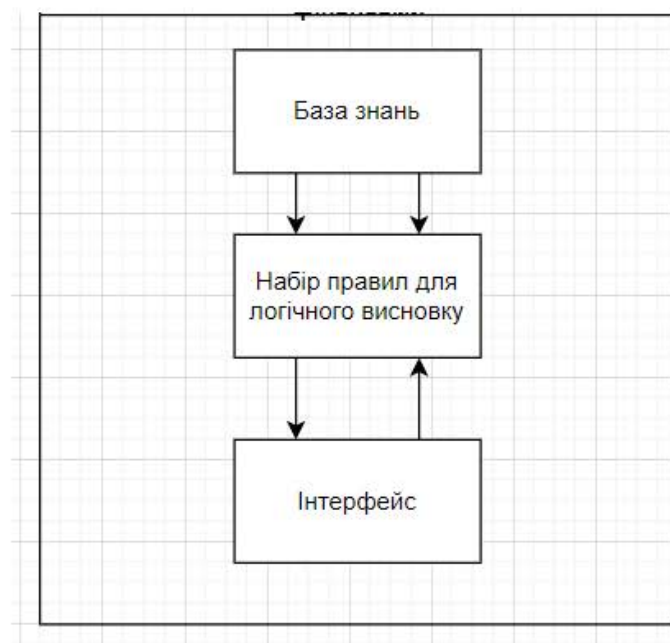 База знань
Набір правил для
логічного висновку
Інтерфейс